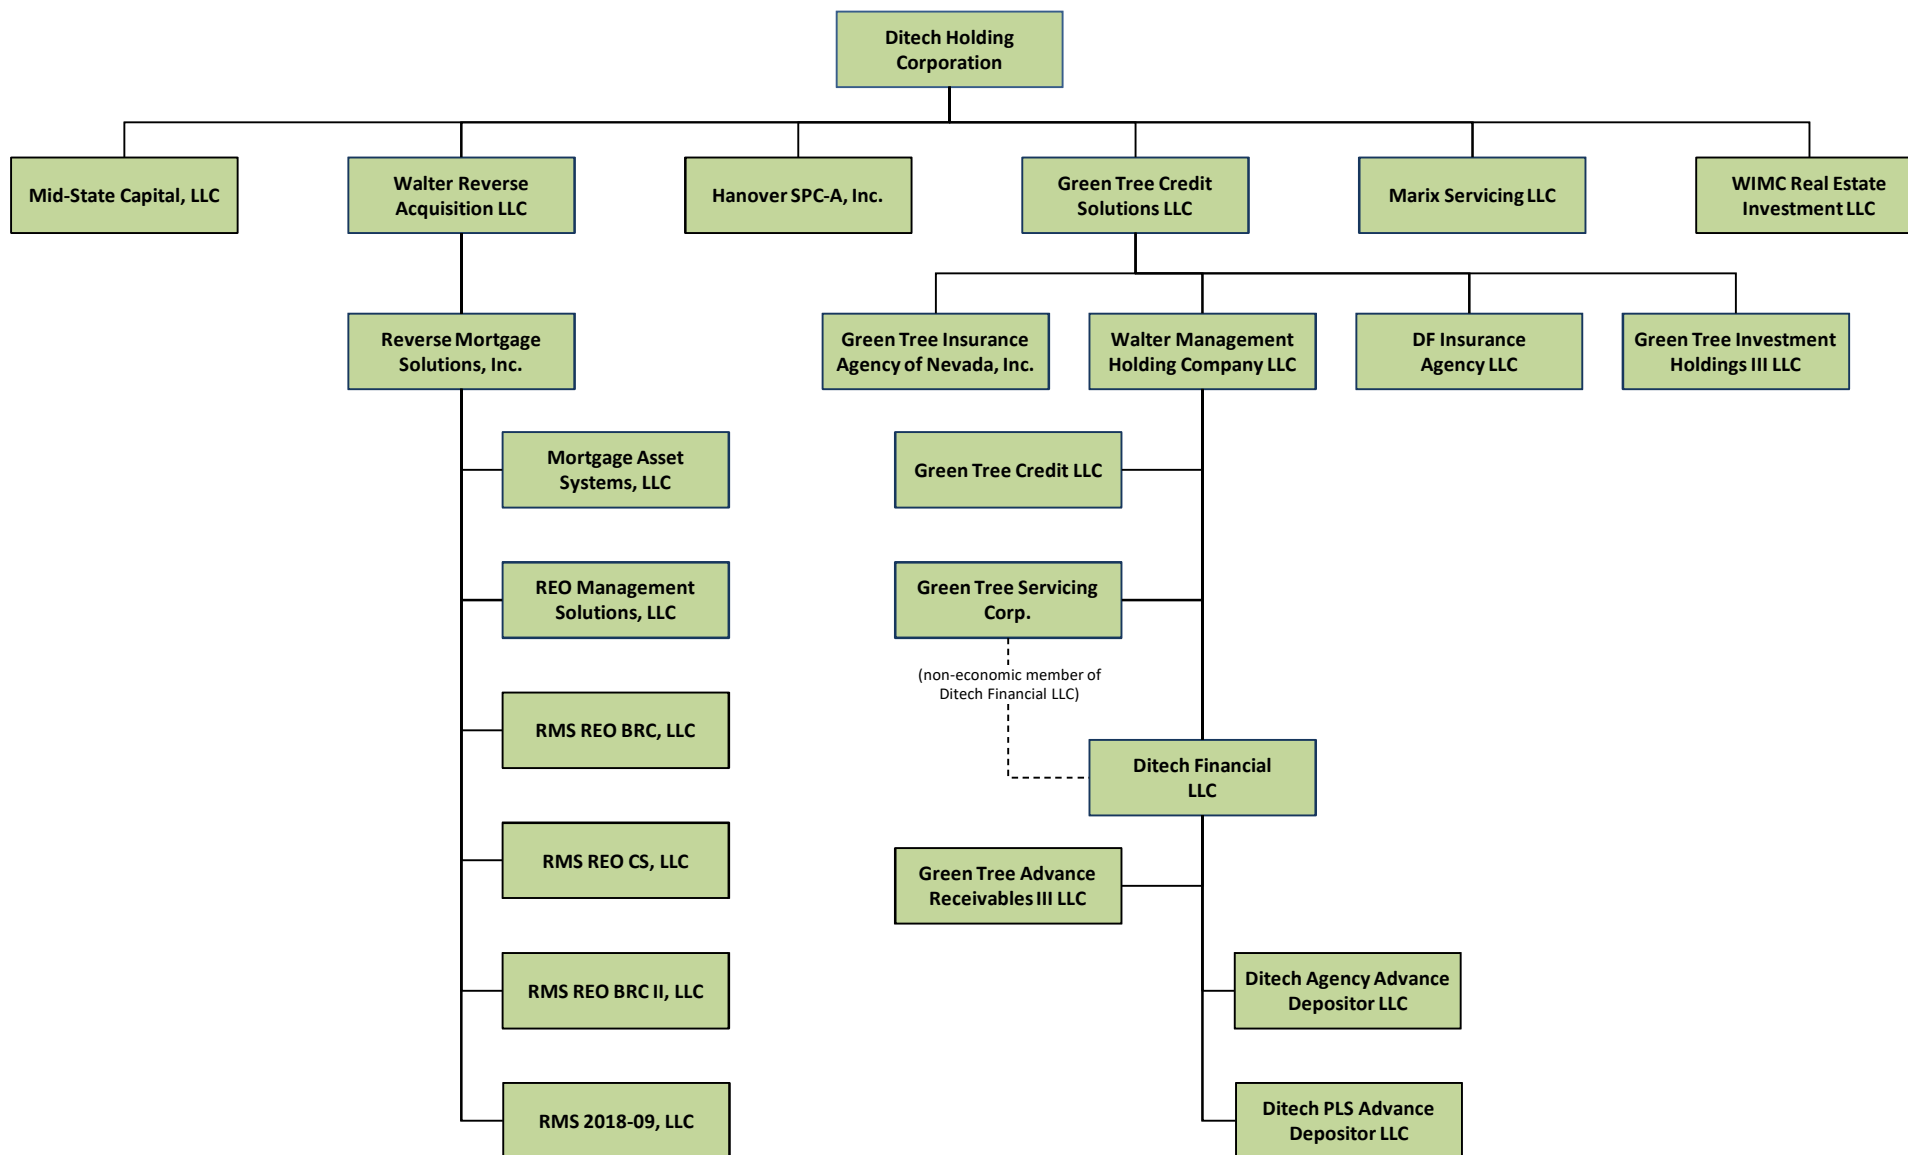 Ditech Holding
Corporation
Mid-State Capital, LLC
Walter Reverse
Acquisition LLC
Hanover SPC-A, Inc.
Green Tree Credit
Solutions LLC
Marix Servicing LLC
WIMC Real Estate
Investment LLC
Reverse Mortgage
Solutions, Inc.
Green Tree Insurance
Agency of Nevada, Inc.
Walter Management
Holding Company LLC
DF Insurance
Agency LLC
Green Tree Investment
Holdings III LLC
Mortgage Asset
Systems, LLC
Green Tree Credit LLC
REO Management
Solutions, LLC
Green Tree Servicing
Corp.
(non-economic member of
Ditech Financial LLC)
RMS REO BRC, LLC
Ditech Financial
LLC
RMS REO CS, LLC
Green Tree Advance
Receivables III LLC
RMS REO BRC II, LLC
Ditech Agency Advance
Depositor LLC
RMS 2018-09, LLC
Ditech PLS Advance
Depositor LLC